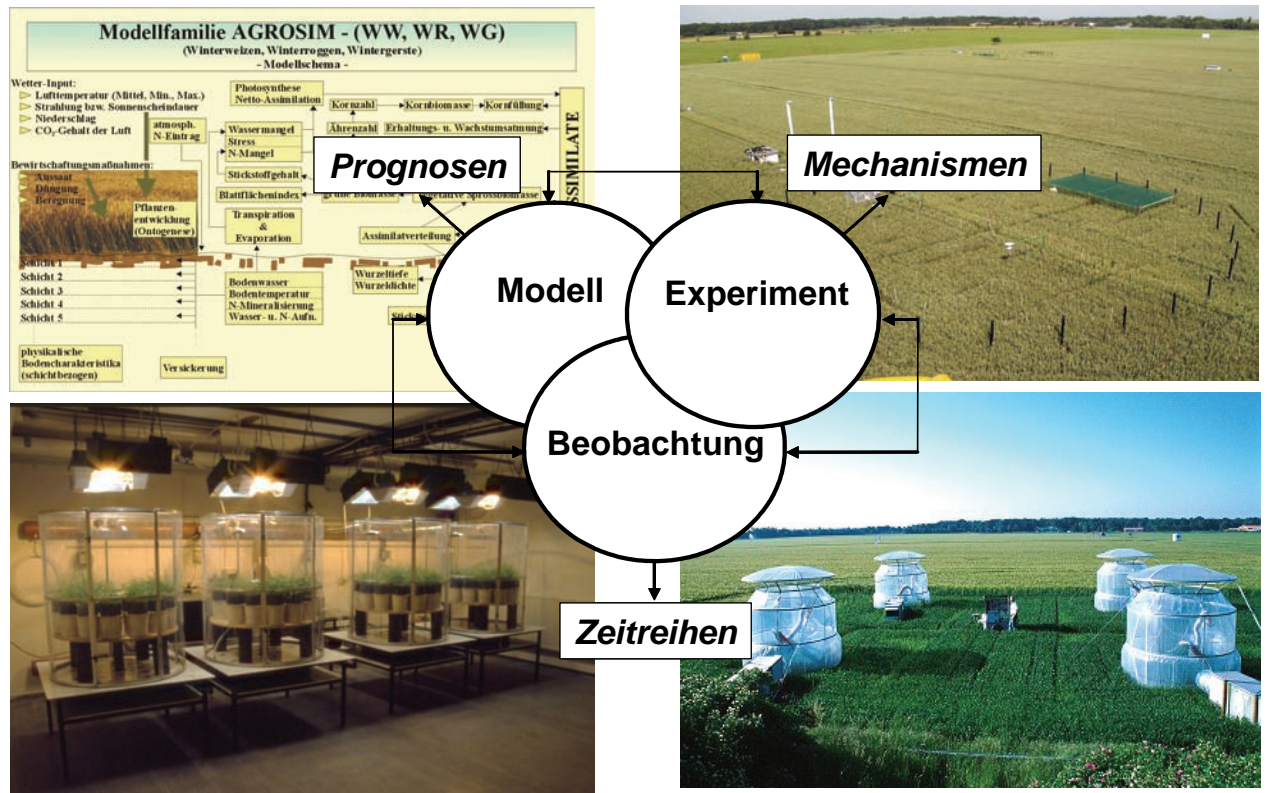 Modellfamilie AGROSIM - (WW, WR, WG)
(Winterweizen, Winterroggen, Wintergerste)
- Modellschema -
Wetter-Input:
Lufttemperatur (Mittel, Min., Max.)
Strahlung bzw. Sonnenscheindauer
Niederschlag
CO₂-Gehalt der Luft
atmosph.
N-Eintrag
Photosynthese
Netto-Assimilation
Kornzahl
Kornbiomasse
Kornfüllung
Wassermangel
Stress
N-Mangel
Ährenzahl
Erhaltungs- u. Wachstumsatmung
Stickstoffgehalt
Blattflächenindex
grüne Biomasse
Sprossbiomasse
Bewirtschaftungsmaßnahmen:
Aussaat
Düngung
Beregnung
Pflanzen-
entwicklung
(Ontogenese)
Transpiration
&
Evaporation
Assimilatverteilung
SSIMILATE
Schicht 1
Schicht 2
Schicht 3
Schicht 4
Schicht 5
Bodenwasser
Bodentemperatur
N-Mineralisierung
Wasser- u. N-Aufn.
Wurzeltiefe
Wurzeldichte
physikalische
Bodencharakteristika
(schichtbezogen)
Versickerung
Prognosen
Mechanismen
Modell
Experiment
Beobachtung
Zeitreihen